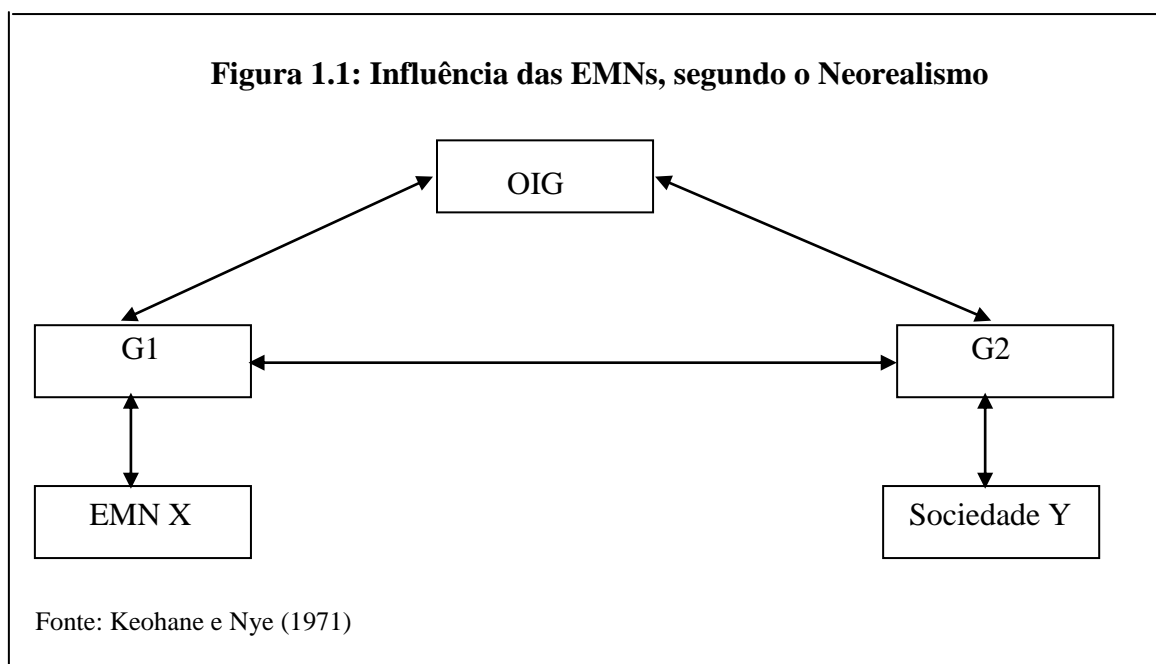 Figura 1.1: Influência das EMNs, segundo o Neorealismo
OIG
G1
G2
EMN X
Sociedade Y
Fonte: Keohane e Nye (1971)